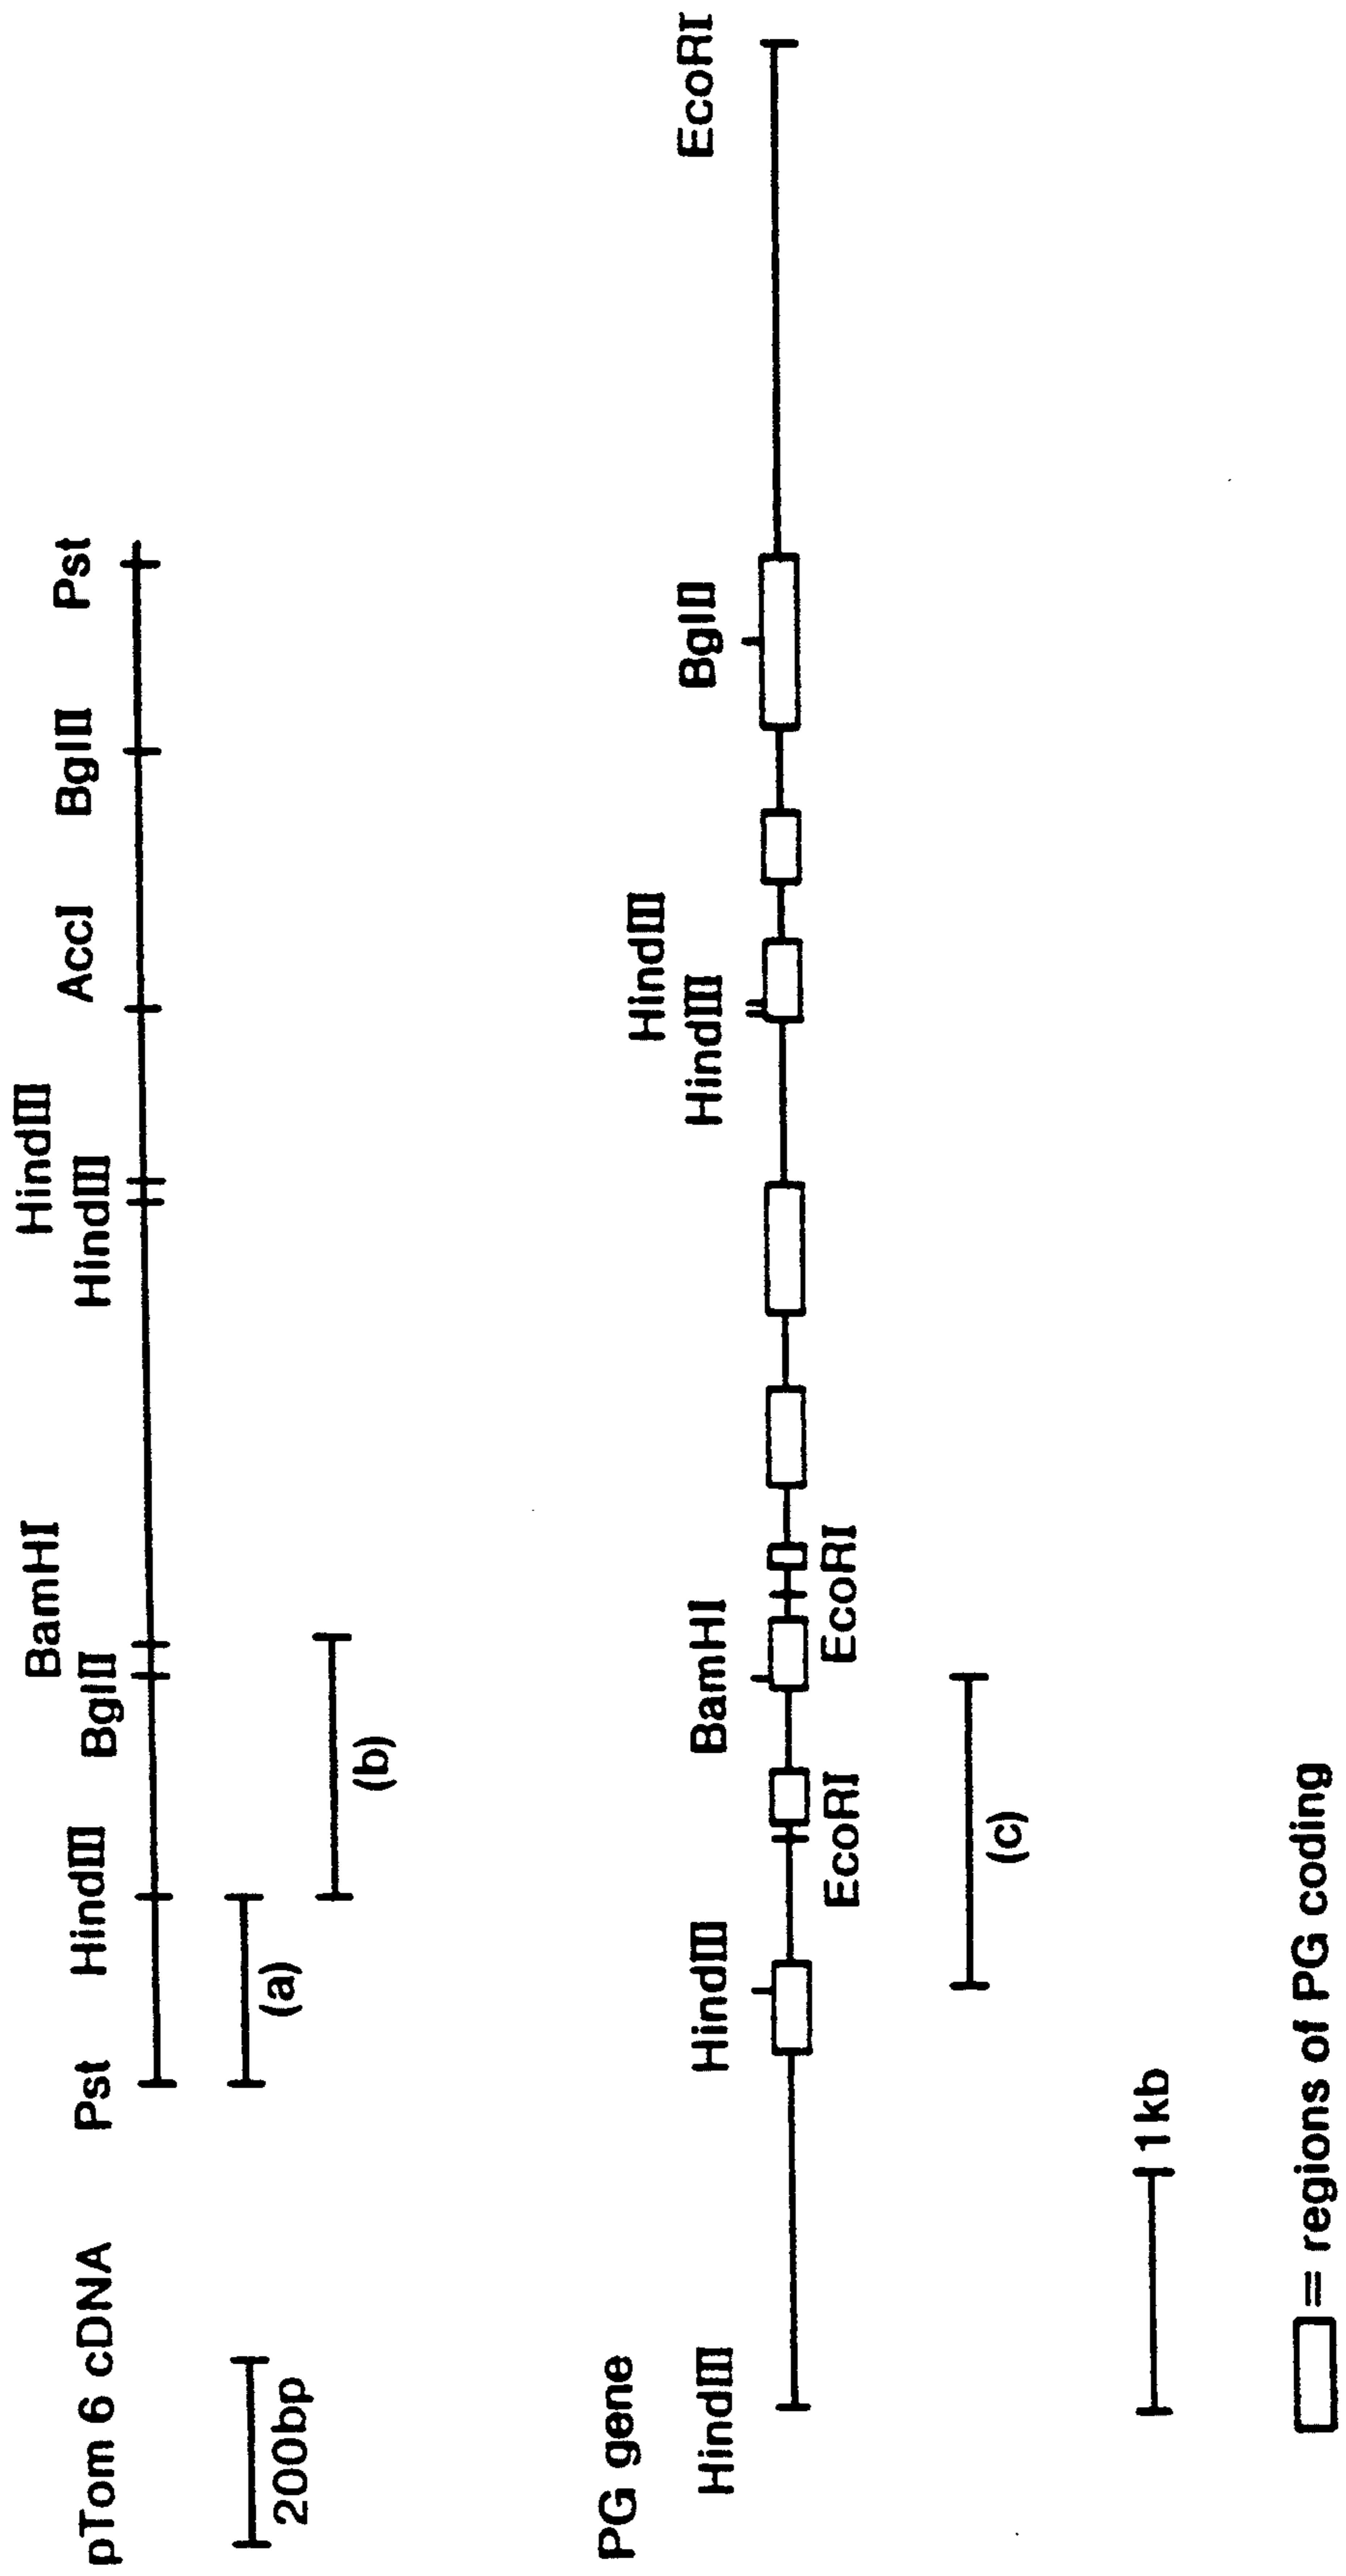 pTom 6 cDNA
Pst
HindIII
BglII
BamHI
HindIII
HindIII
AccI
BglII
Pst
200bp
(a)
(b)
PG gene
HindIII
HindIII
EcoRI
BamHI
EcoRI
HindIII
HindIII
BglII
EcoRI
(c)
1kb
= regions of PG coding